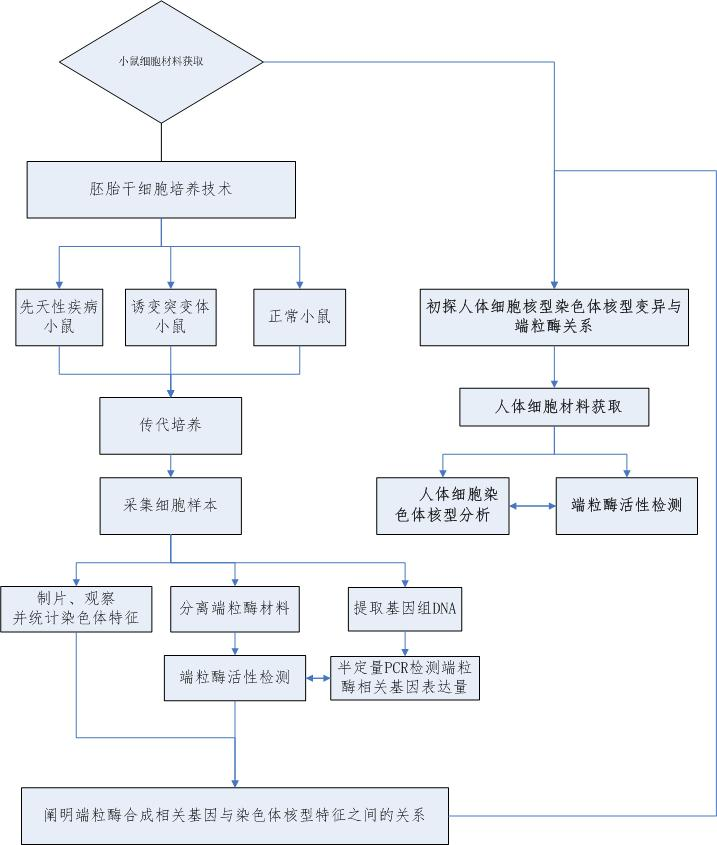 小鼠细胞材料获取
胚胎干细胞培养技术
先天性疾病
小鼠
诱变突变体
小鼠
正常小鼠
初探人体细胞核型染色体核型变异与
端粒酶关系
传代培养
人体细胞材料获取
采集细胞样本
人体细胞染
色体核型分析
端粒酶活性检测
制片、观察
并统计染色体特征
分离端粒酶材料
提取基因组DNA
端粒酶活性检测
半定量PCR检测端粒
酶相关基因表达量
阐明端粒酶合成相关基因与染色体核型特征之间的关系